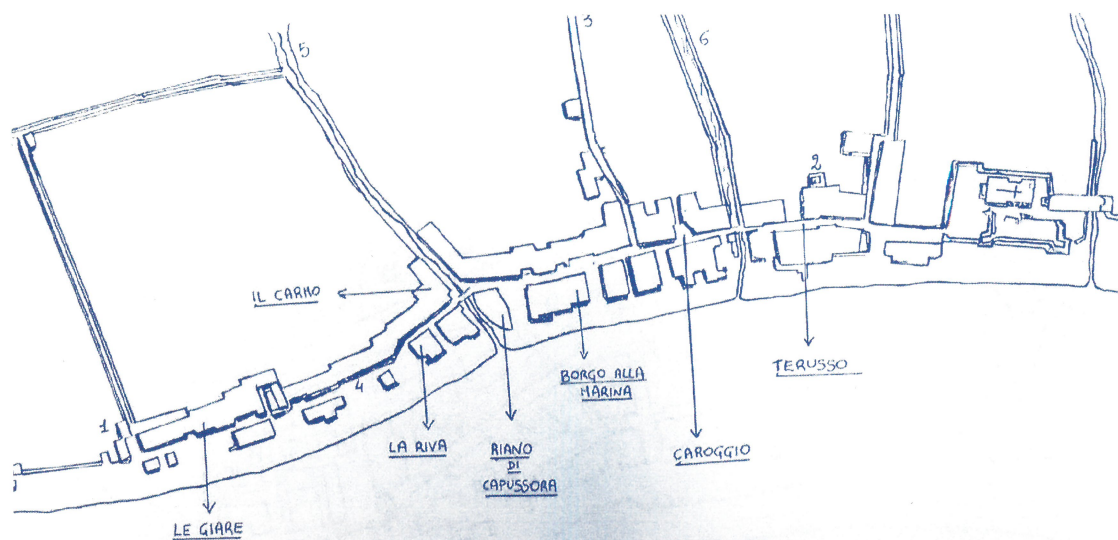 3
5
6
2
IL CARMO
TERUSSO
BORGO ALLA
MARINA
4
1
LA RIVA
RIANO
DI
CAPUSSORA
CAROGGIO
LE GIARE